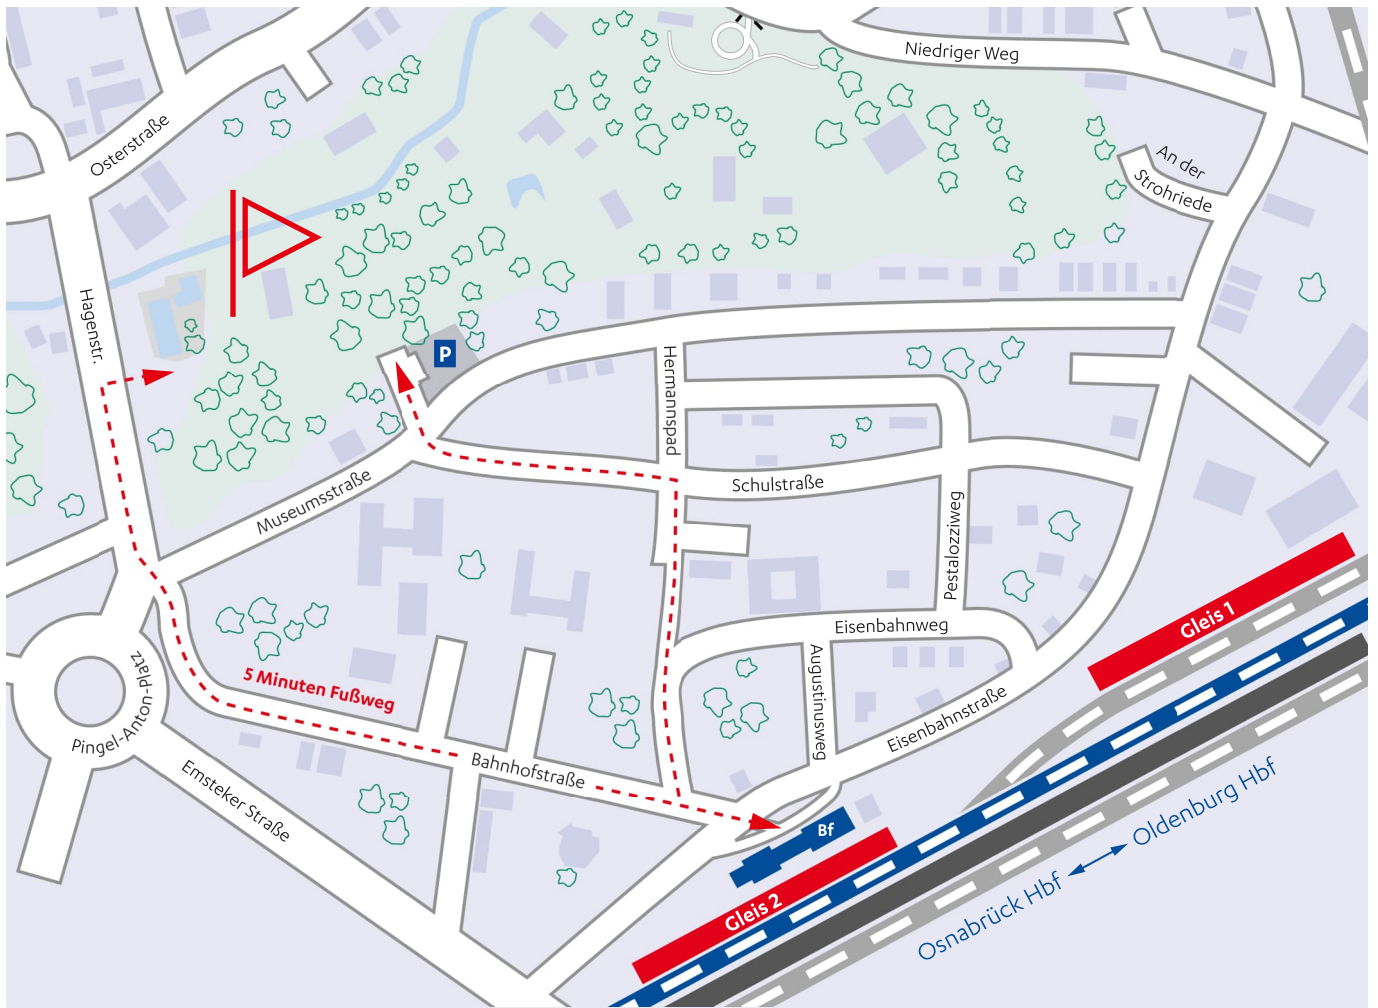 Niedriger Weg
Osterstraße
An der
Strohriede
Hagenstr.
P
Hermannspad
Museumsstraße
Schulstraße
Pestalozziweg
Eisenbahnweg
Augustinusweg
Gleis 1
5 Minuten Fußweg
Pingel-Anton-Platz
Eisenbahnstraße
Bahnhofstraße
Emsteker Straße
Bf
Gleis 2
Osnabrück Hbf
Oldenburg Hbf